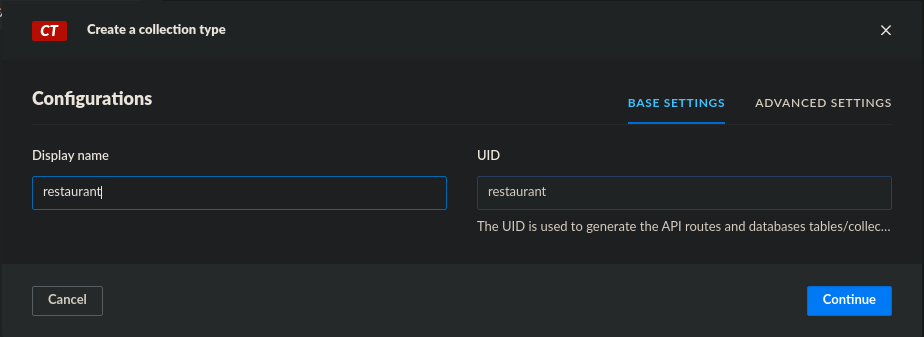 CT Create a collection type
Configurations BASE SETTINGS ADVANCED SETTINGS
Display name UID
restaurant restaurant
The UID is used to generate the API routes and databases tables/collec...
Cancel Continue